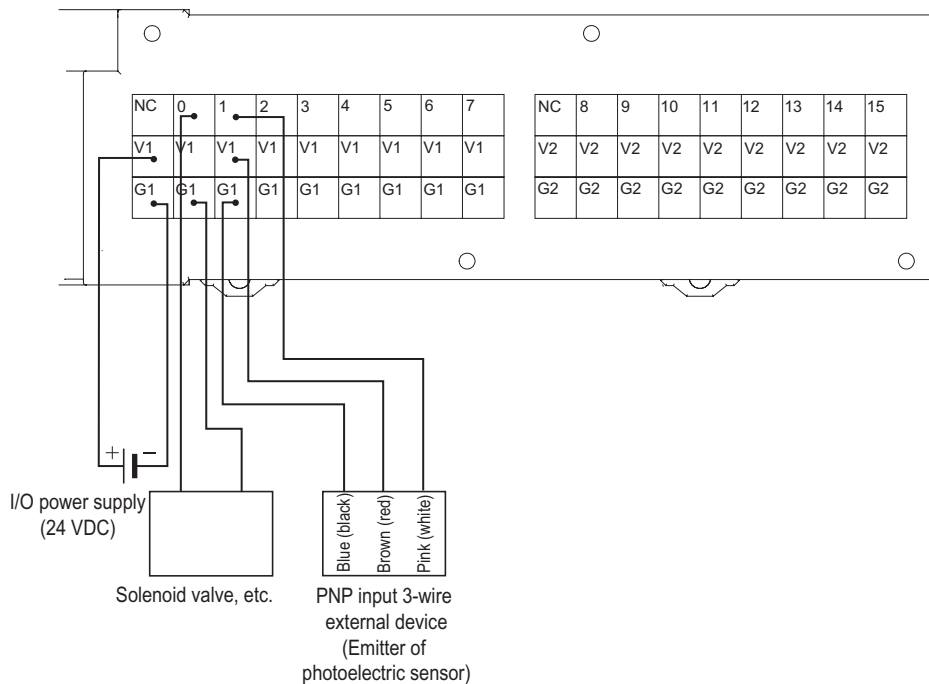 NC 0 1 2 3 4 5 6 7
V1 V1 V1 V1 V1 V1 V1 V1 V1
G1 G1 G1 G1 G1 G1 G1 G1 G1
NC 8 9 10 11 12 13 14 15
V2 V2 V2 V2 V2 V2 V2 V2
G2 G2 G2 G2 G2 G2 G2 G2 G2
+ −
I/O power supply
(24 VDC)
Solenoid valve, etc.
Blue (black)
Brown (red)
Pink (white)
PNP input 3-wire
external device
(Emitter of
photoelectric sensor)